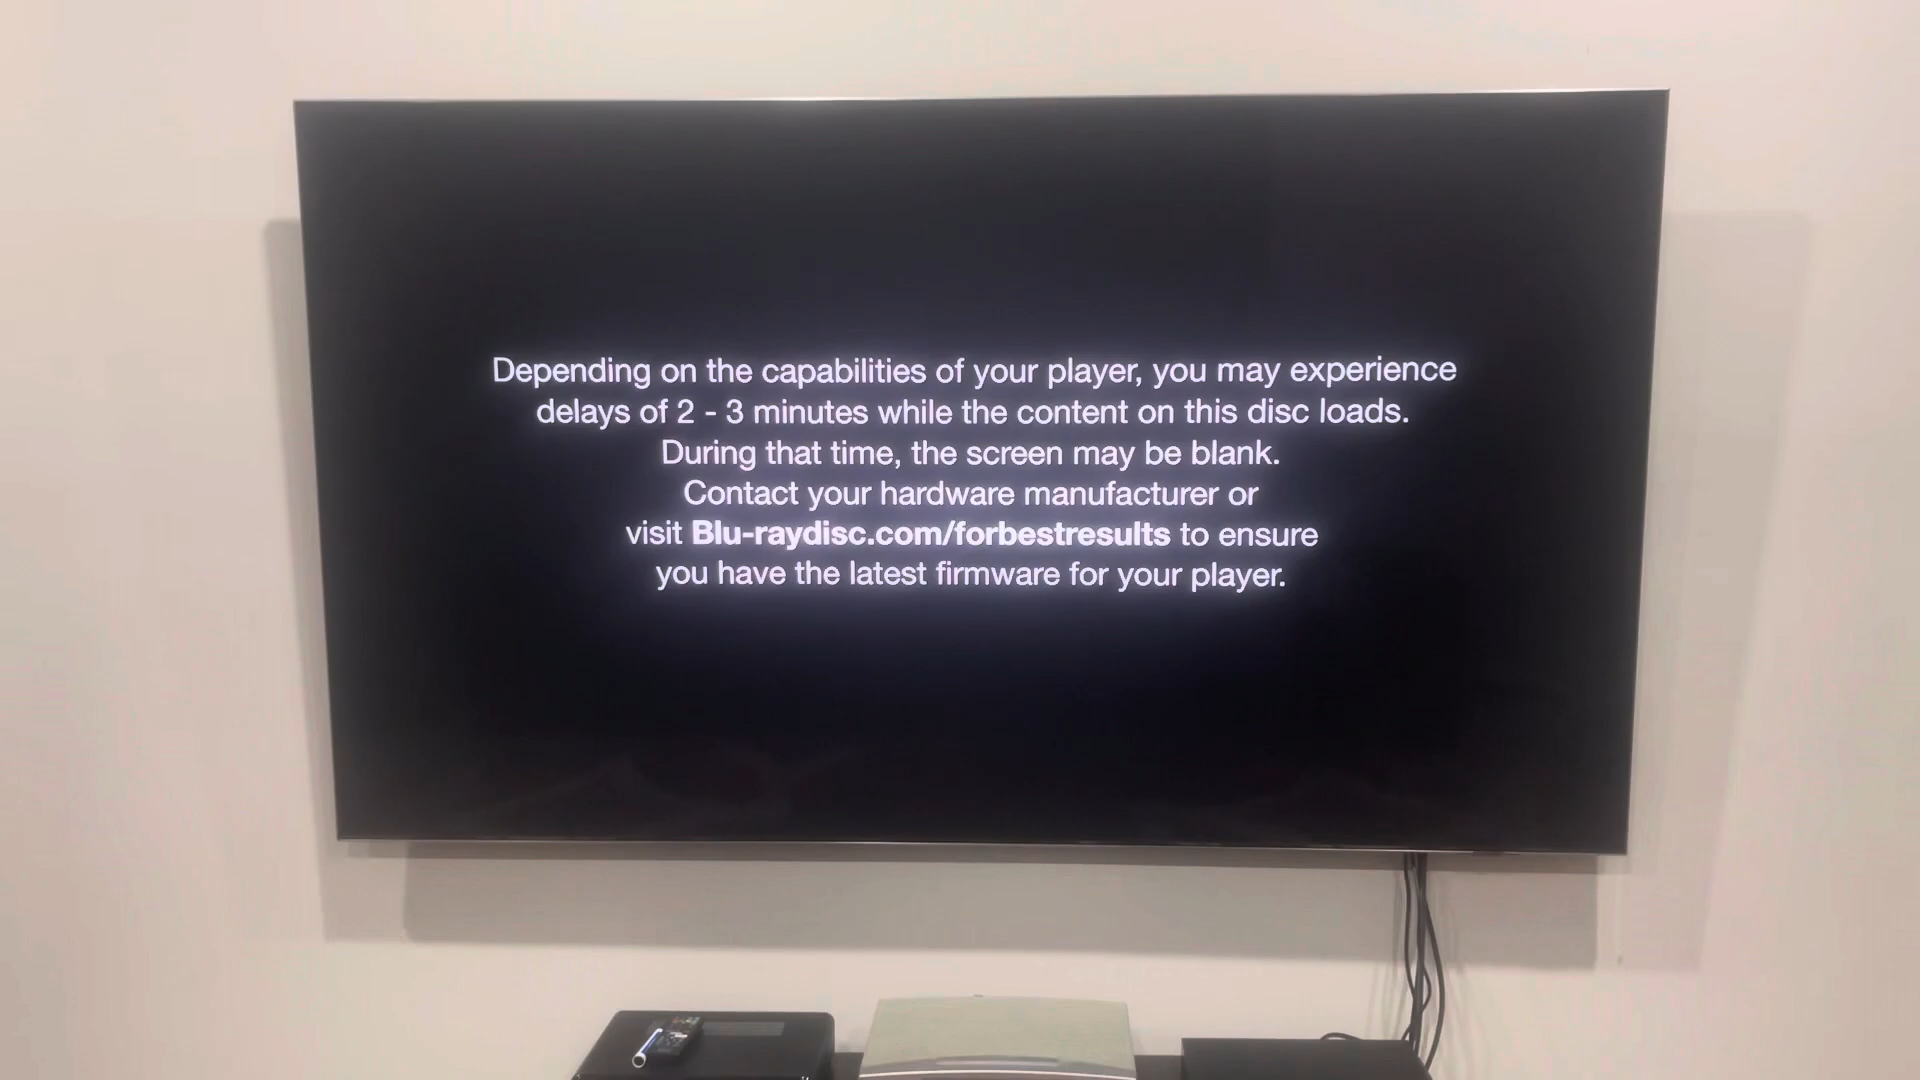 Depending on the capabilities of your player, you may experience
delays of 2 - 3 minutes while the content on this disc loads.
During that time, the screen may be blank.
Contact your hardware manufacturer or
visit Blu-raydisc.com/forbestresults to ensure
you have the latest firmware for your player.